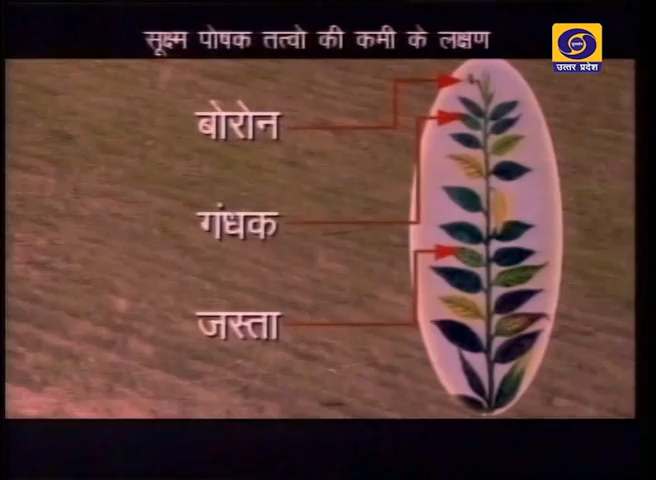 सूक्ष्म पोषक तत्वो की कमी के लक्षण
उत्तर प्रदेश
बोरोन
गंधक
जस्ता